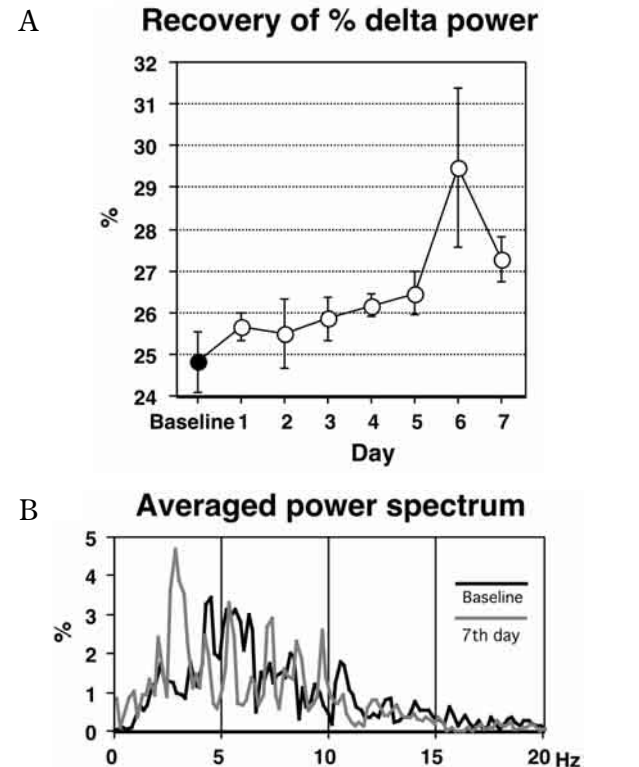 A
Recovery of % delta power
32
31
30
29
28
27
26
25
24
%
Baseline 1 2 3 4 5 6 7
Day
B
Averaged power spectrum
5
4
3
2
1
0
%
Baseline
7th day
0 5 10 15 20 Hz